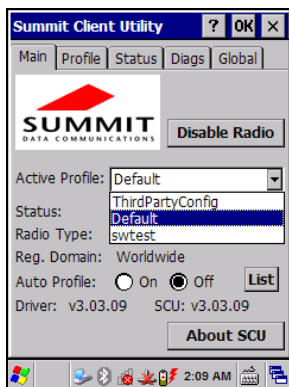 Summit Client Utility ? OK ×
Main Profile Status Diags Global
SUMMIT
DATA COMMUNICATIONS
Disable Radio
Active Profile: Default
ThirdPartyConfig
Status: Default
Radio Type: swtest
Reg. Domain: Worldwide
Auto Profile: On Off List
Driver: v3.03.09 SCU: v3.03.09
About SCU
2:09 AM